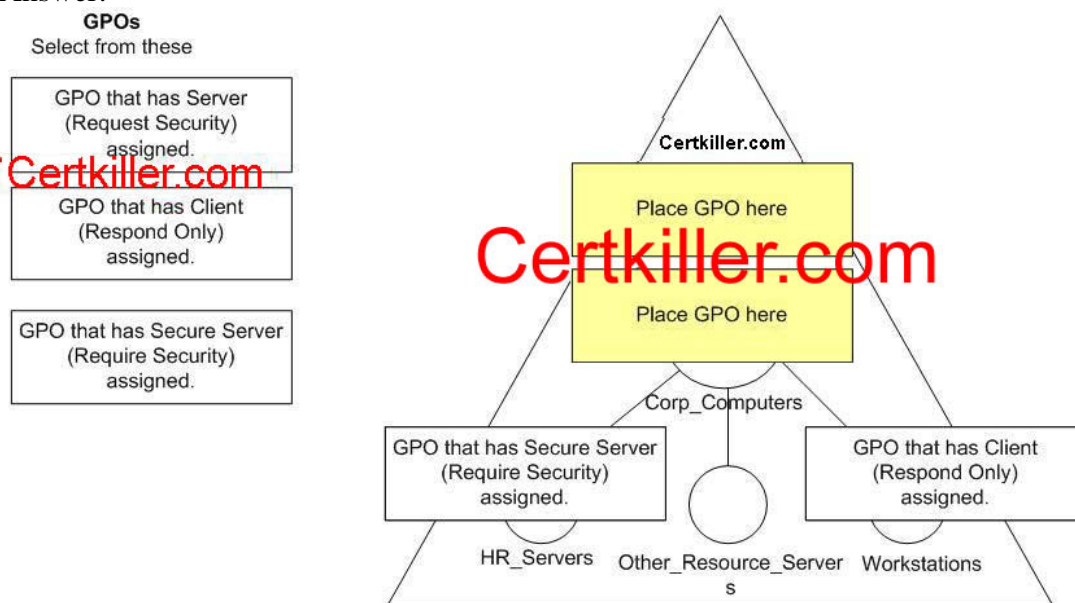 GPOs
Select from these
GPO that has Server
(Request Security)
assigned.
Certkiller.com
GPO that has Client
(Respond Only)
assigned.
GPO that has Secure Server
(Require Security)
assigned.
Certkiller.com
Place GPO here
Certkiller.com
Place GPO here
Corp_Computers
GPO that has Secure Server
(Require Security)
assigned.
HR_Servers
Other_Resource_Server
s
GPO that has Client
(Respond Only)
assigned.
Workstations